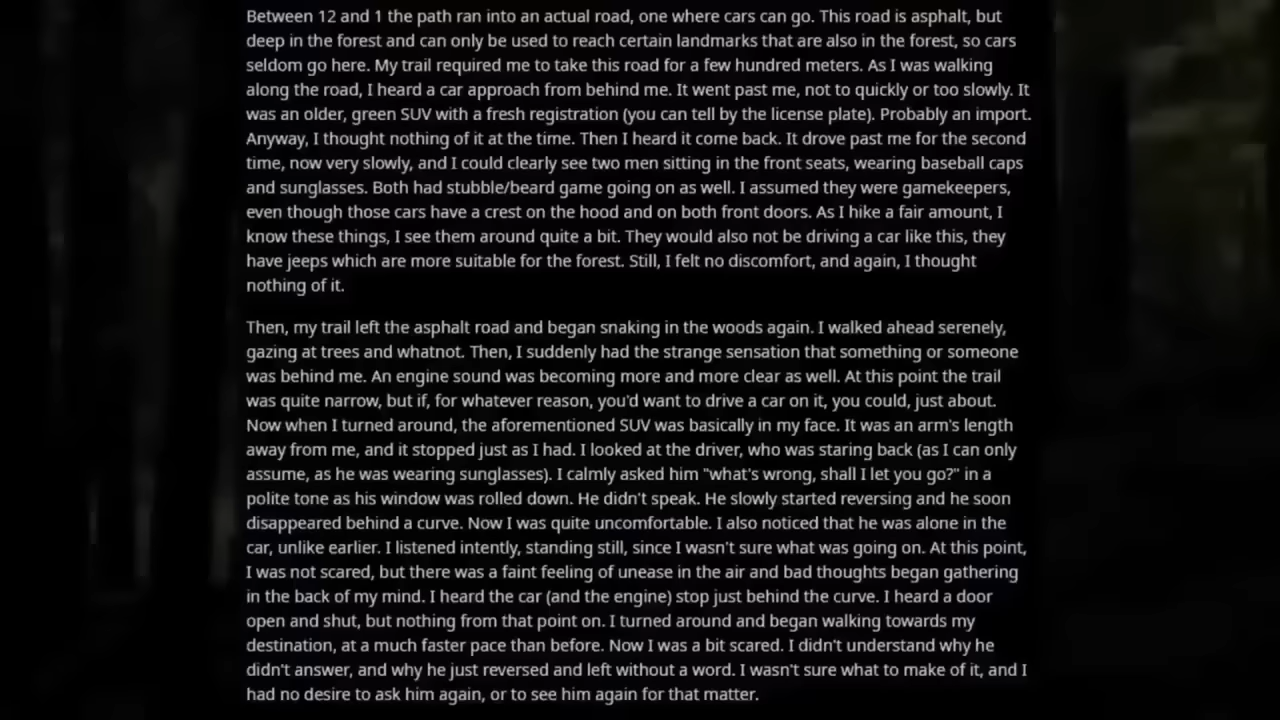 Between 12 and 1 the path ran into an actual road, one where cars can go. This road is asphalt, but
deep in the forest and can only be used to reach certain landmarks that are also in the forest, so cars
seldom go here. My trail required me to take this road for a few hundred meters. As I was walking
along the road, I heard a car approach from behind me. It went past me, not to quickly or too slowly. It
was an older, green SUV with a fresh registration (you can tell by the license plate). Probably an import.
Anyway, I thought nothing of it at the time. Then I heard it come back. It drove past me for the second
time, now very slowly, and I could clearly see two men sitting in the front seats, wearing baseball caps
and sunglasses. Both had stubble/beard game going on as well. I assumed they were gamekeepers,
even though those cars have a crest on the hood and on both front doors. As I hike a fair amount, I
know these things, I see them around quite a bit. They would also not be driving a car like this, they
have jeeps which are more suitable for the forest. Still, I felt no discomfort, and again, I thought
nothing of it.
Then, my trail left the asphalt road and began snaking in the woods again. I walked ahead serenely,
gazing at trees and whatnot. Then, I suddenly had the strange sensation that something or someone
was behind me. An engine sound was becoming more and more clear as well. At this point the trail
was quite narrow, but if, for whatever reason, you'd want to drive a car on it, you could, just about.
Now when I turned around, the aforementioned SUV was basically in my face. It was an arm's length
away from me, and it stopped just as I had. I looked at the driver, who was staring back (as I can only
assume, as he was wearing sunglasses). I calmly asked him "what's wrong, shall I let you go?" in a
polite tone as his window was rolled down. He didn't speak. He slowly started reversing and he soon
disappeared behind a curve. Now I was quite uncomfortable. I also noticed that he was alone in the
car, unlike earlier. I listened intently, standing still, since I wasn't sure what was going on. At this point,
I was not scared, but there was a faint feeling of unease in the air and bad thoughts began gathering
in the back of my mind. I heard the car (and the engine) stop just behind the curve. I heard a door
open and shut, but nothing from that point on. I turned around and began walking towards my
destination, at a much faster pace than before. Now I was a bit scared. I didn't understand why he
didn't answer, and why he just reversed and left without a word. I wasn't sure what to make of it, and I
had no desire to ask him again, or to see him again for that matter.